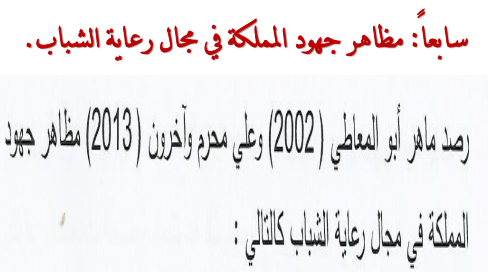 سابعاً: مظاهر جهود المملكة في مجال رعاية الشباب.
رصد ماهر أبو المعاطي (2002) وعلي محرم وآخرون (2013) مظاهر جهود
المملكة في مجال رعاية الشباب كالتالي :